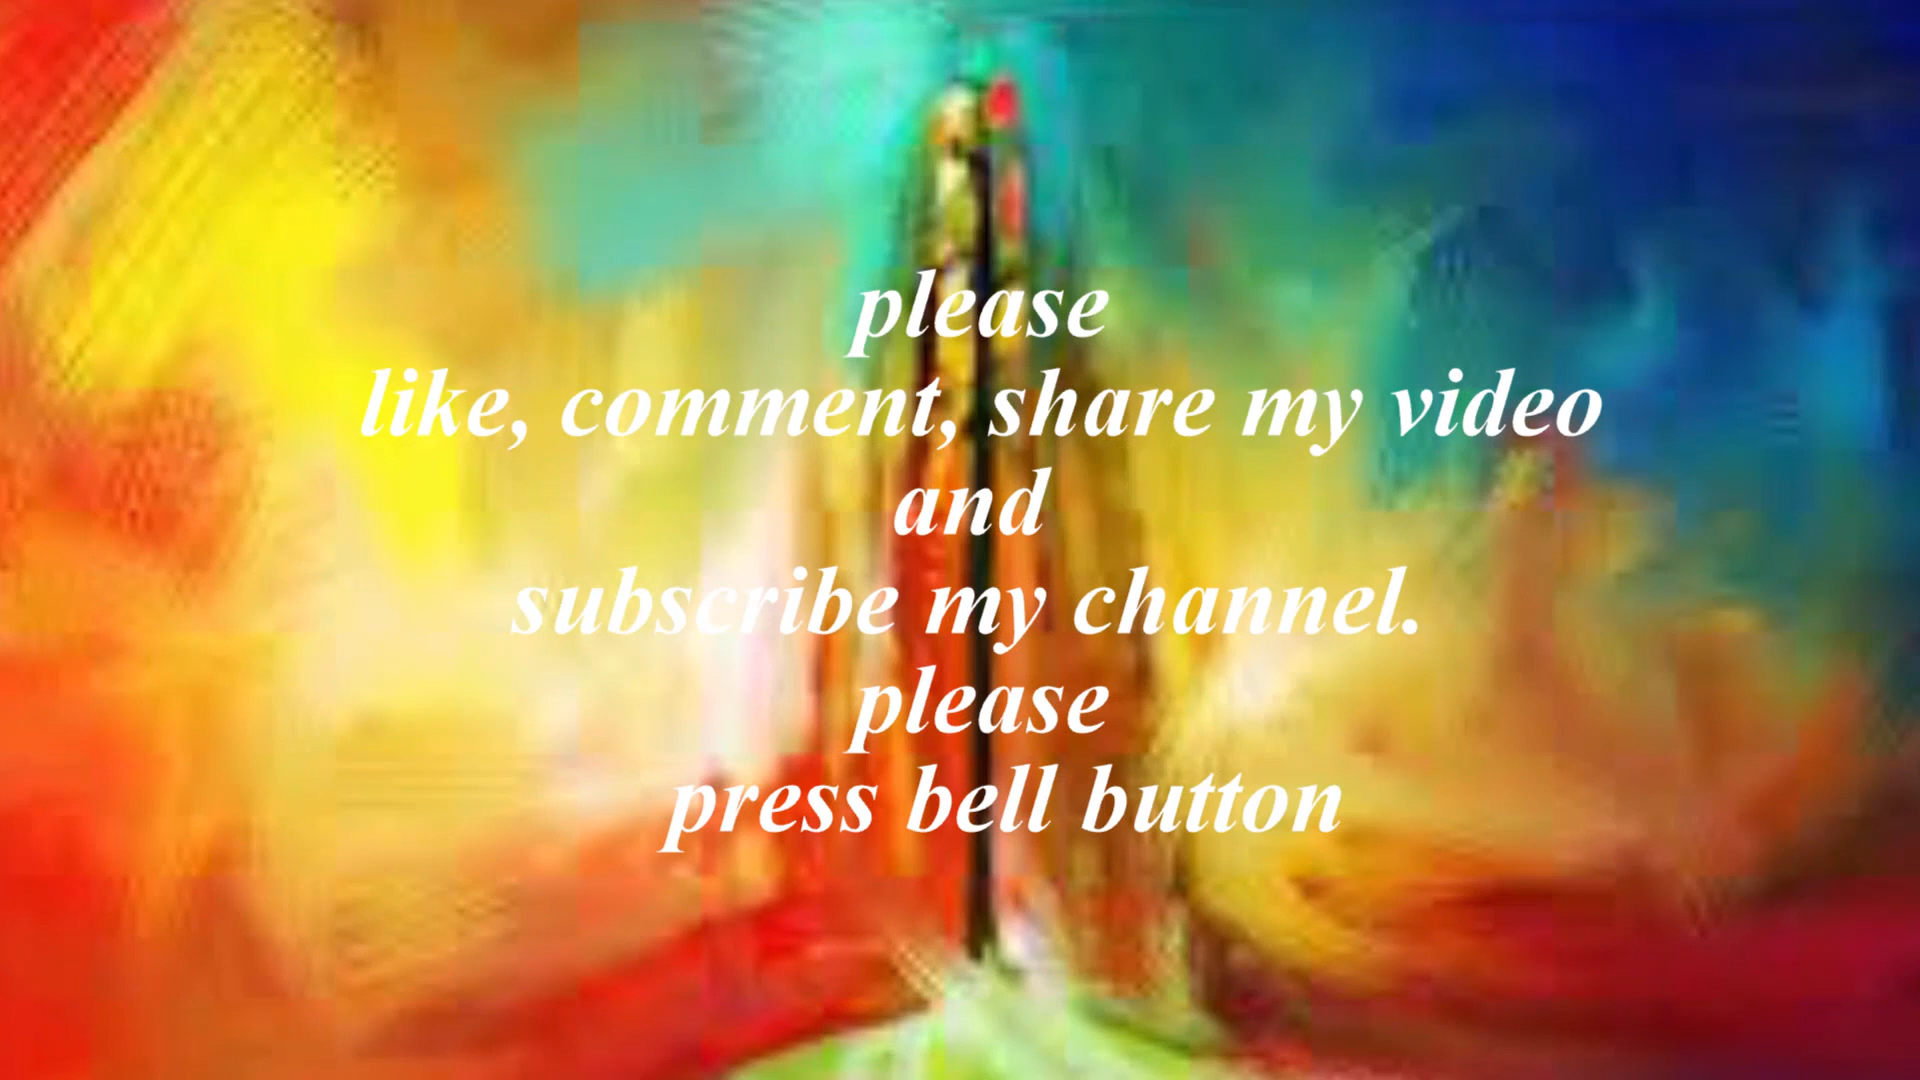 please
like, comment, share my video
and
subscribe my channel.
please
press bell button